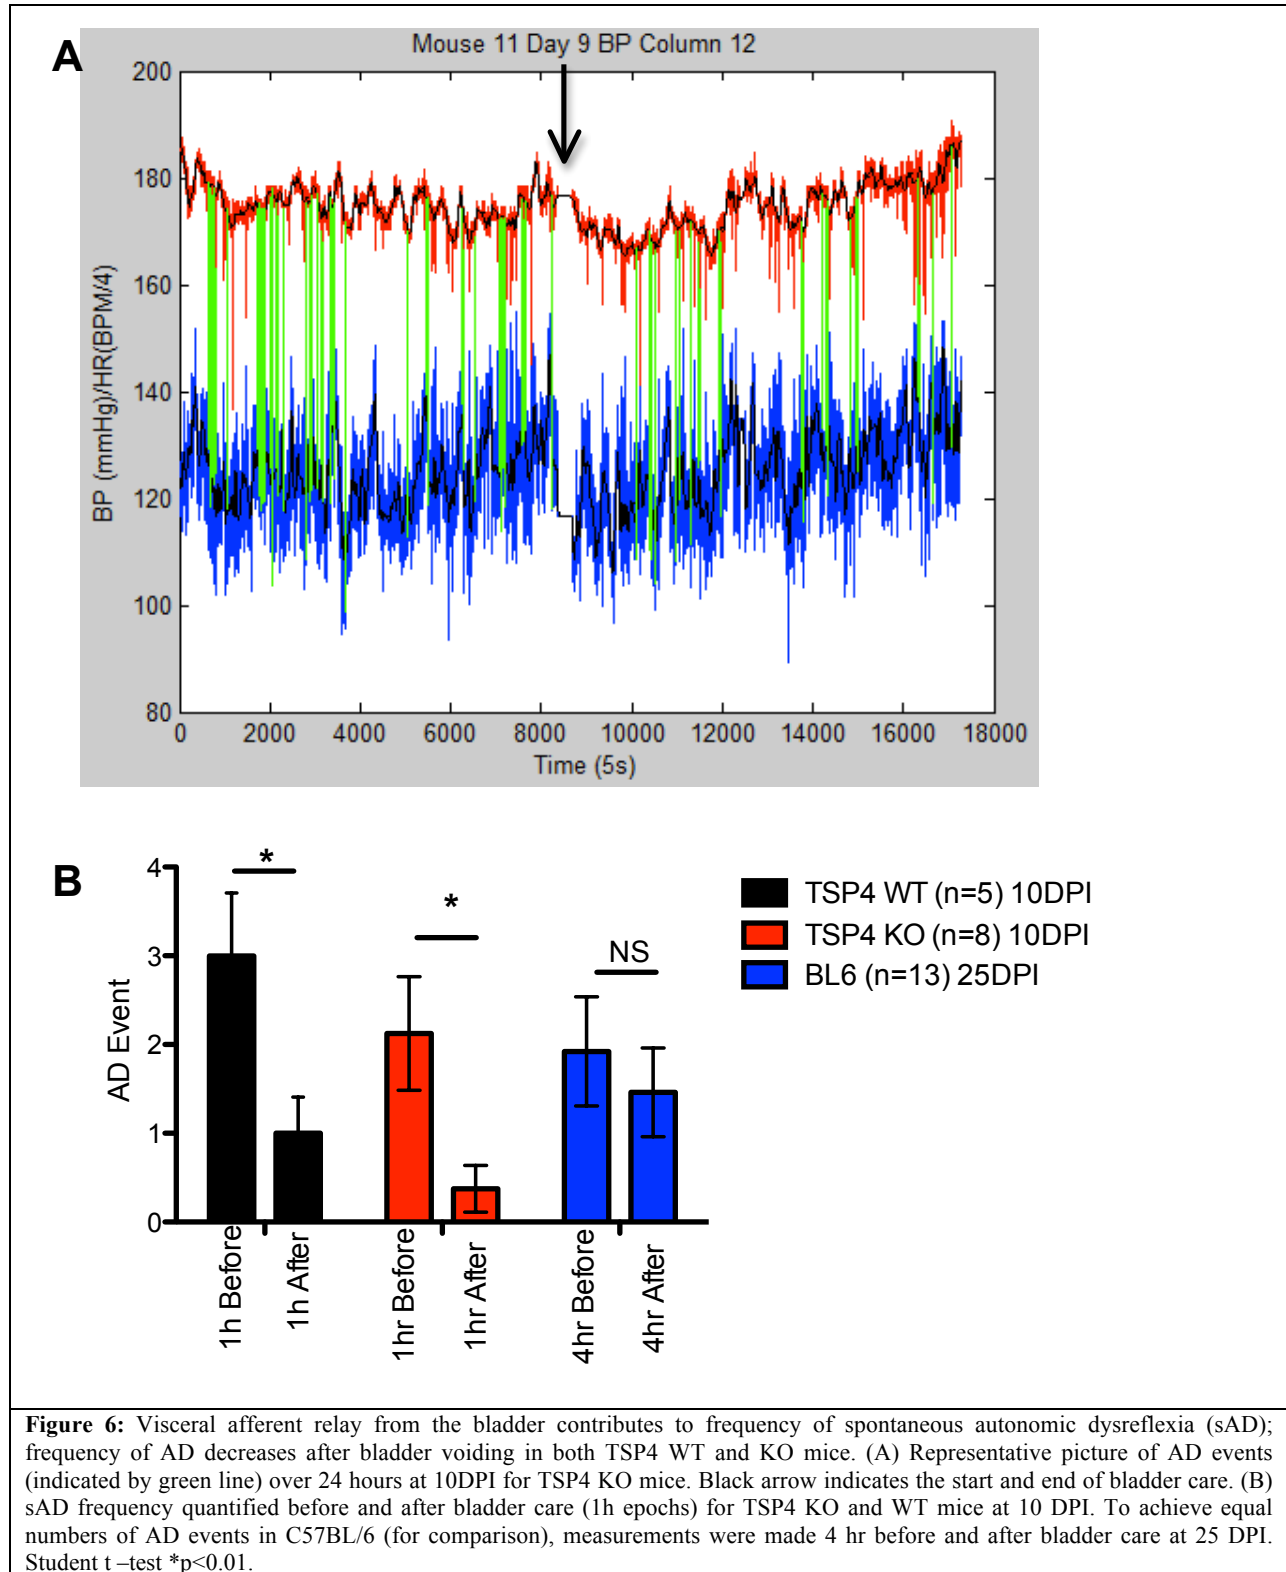 A
Mouse 11 Day 9 BP Column 12
BP (mmHg)/HR(BPM/4)
200
180
160
140
120
100
80
0 2000 4000 6000 8000 10000 12000 14000 16000 18000
Time (5s)
B
AD Event
4
3
2
1
0
*
*
NS
1h Before
1h After
1hr Before
1hr After
4hr Before
4hr After
TSP4 WT (n=5) 10DPI
TSP4 KO (n=8) 10DPI
BL6 (n=13) 25DPI
Figure 6: Visceral afferent relay from the bladder contributes to frequency of spontaneous autonomic dysreflexia (sAD);
frequency of AD decreases after bladder voiding in both TSP4 WT and KO mice. (A) Representative picture of AD events
(indicated by green line) over 24 hours at 10DPI for TSP4 KO mice. Black arrow indicates the start and end of bladder care. (B)
sAD frequency quantified before and after bladder care (1h epochs) for TSP4 KO and WT mice at 10 DPI. To achieve equal
numbers of AD events in C57BL/6 (for comparison), measurements were made 4 hr before and after bladder care at 25 DPI.
Student t –test *p<0.01.